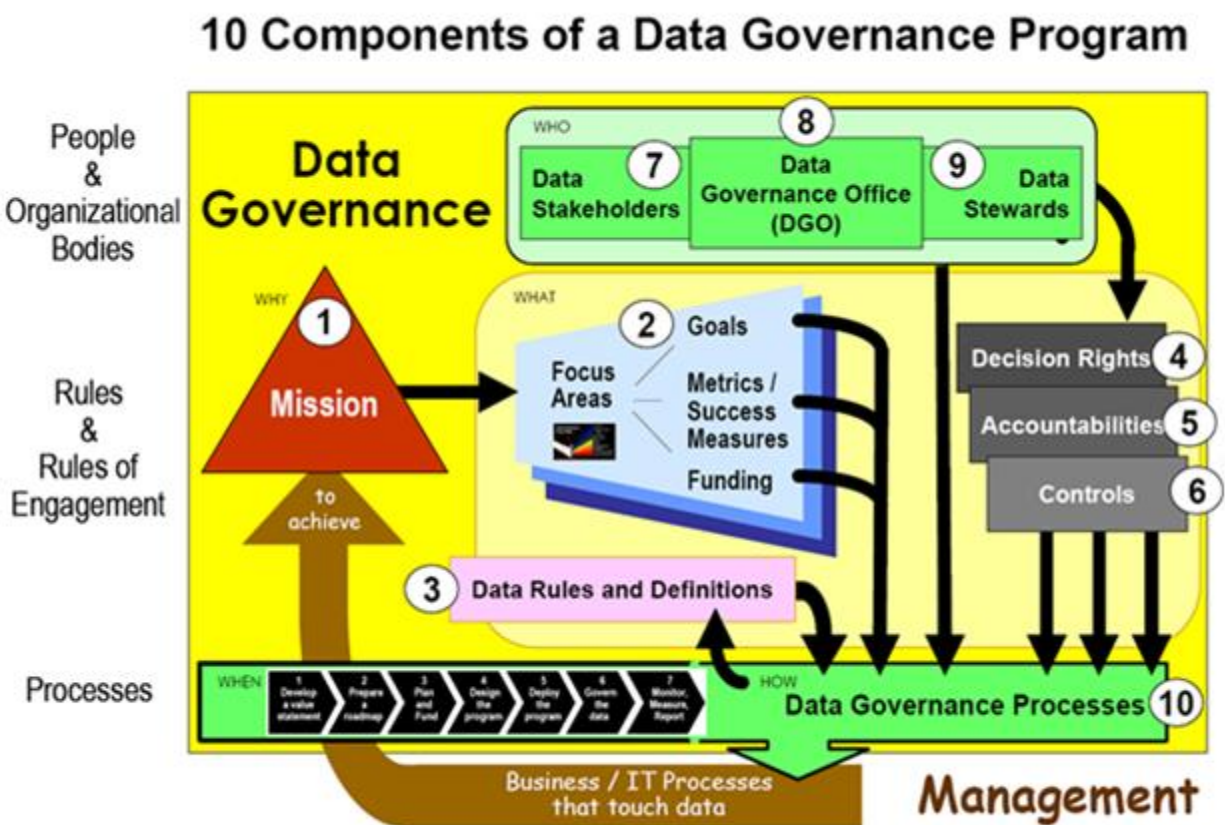 10 Components of a Data Governance Program
People
&
Organizational
Bodies
Data
Governance
WHO
7
Data
Stakeholders
8
Data
Governance Office
(DGO)
9
Data
Stewards
WHY
1
Mission
WHAT
2
Focus
Areas
Goals
Metrics /
Success
Measures
Funding
Decision Rights
4
Accountabilities
5
Controls
6
Rules
&
Rules of
Engagement
to
achieve
3
Data Rules and Definitions
Processes
WHEN
1
Develop
a value
statement
2
Prepare
a
roadmap
3
Plan
and
Fund
4
Design
the
program
5
Deploy
the
program
6
Govern
the
data
7
Monitor,
Measure,
Report
HOW
Data Governance Processes
10
Business / IT Processes
that touch data
Management